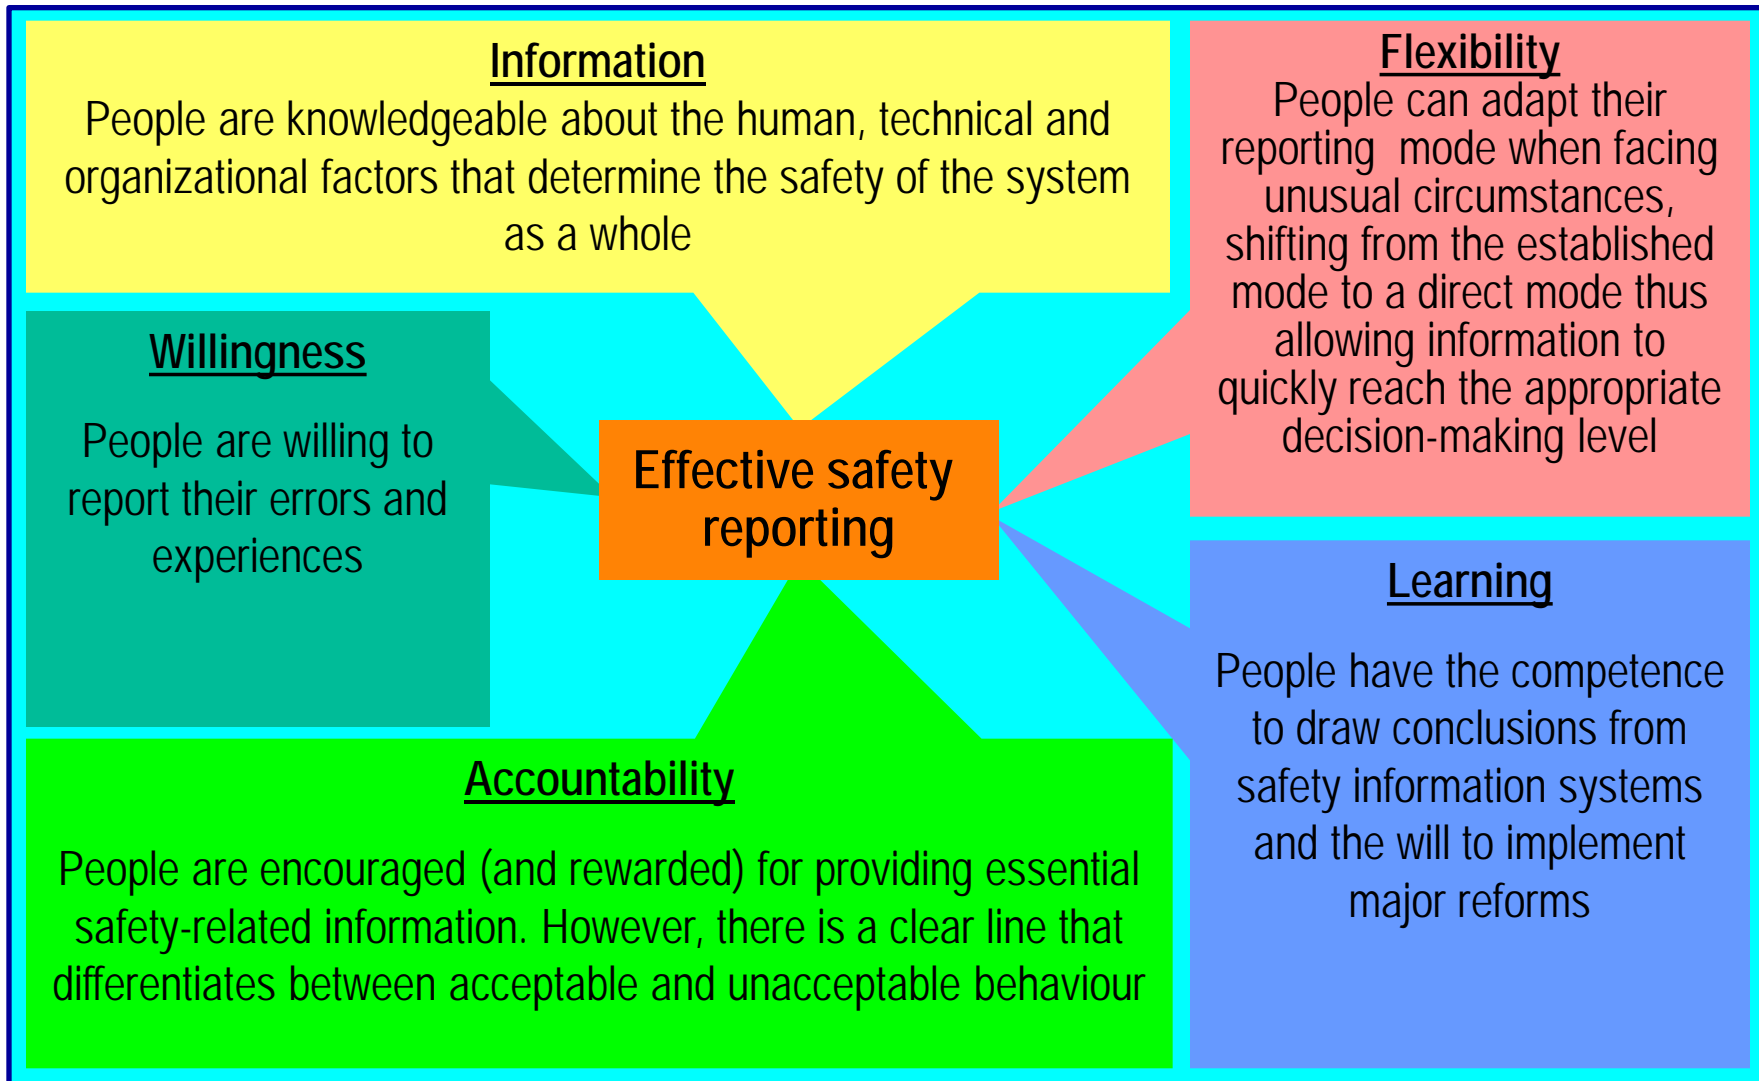 Information
People are knowledgeable about the human, technical and
organizational factors that determine the safety of the system
as a whole
Flexibility
People can adapt their
reporting mode when facing
unusual circumstances,
shifting from the established
mode to a direct mode thus
allowing information to
quickly reach the appropriate
decision-making level
Willingness
People are willing to
report their errors and
experiences
Effective safety
reporting
Learning
People have the competence
to draw conclusions from
safety information systems
and the will to implement
major reforms
Accountability
People are encouraged (and rewarded) for providing essential
safety-related information. However, there is a clear line that
differentiates between acceptable and unacceptable behaviour